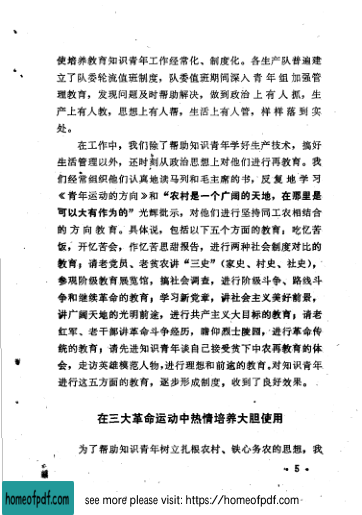 使培养教育知识青年工作经常化、制度化。各生产队普遍建
立了队委轮流值班制度，队委值班期间深入青年组加强管
理教育，发现问题及时帮助解决，做到政治上有人抓，生
产上有人教，思想上有人帮，生活上有人管，样样落到实
处。
在工作中，我们除了帮助知识青年学好生产技术，搞好
生活管理以外，还时刻从政治思想上对他们进行再教育。我
们经常组织他们认真地读马列和毛主席的书，反复地学习
《青年运动的方向》和“农村是一个广阔的天地，在那里是
可以大有作为的”光辉批示，对他们进行坚持同工农相结合
的方向教育。具体说，包括以下五个方面的教育：吃忆苦
饭，开忆苦会，作忆苦思甜报告，进行两种社会制度对比的
教育；请老党员、老贫农讲“三史”（家史、村史、社史），
参观阶级教育展览馆，搞社会调查，进行阶级斗争、路线斗
争和继续革命的教育；学习新党章，讲社会主义美好前景，
讲广阔天地的光明前途，进行共产主义大目标的教育；请老
红军、老干部讲革命斗争经历，瞻仰烈士陵园，进行革命传
统的教育；请先进知识青年谈自己接受贫下中农再教育的体
会，走访英雄模范人物，进行理想和前途的教育。对知识青年
进行这五方面的教育，逐步形成制度，收到了良好效果。
在三大革命运动中热情培养大胆使用
为了帮助知识青年树立扎根农村、铁心务农的思想，我
• 5 •
homeofpdf.com
see more please visit: https://homeofpdf.com